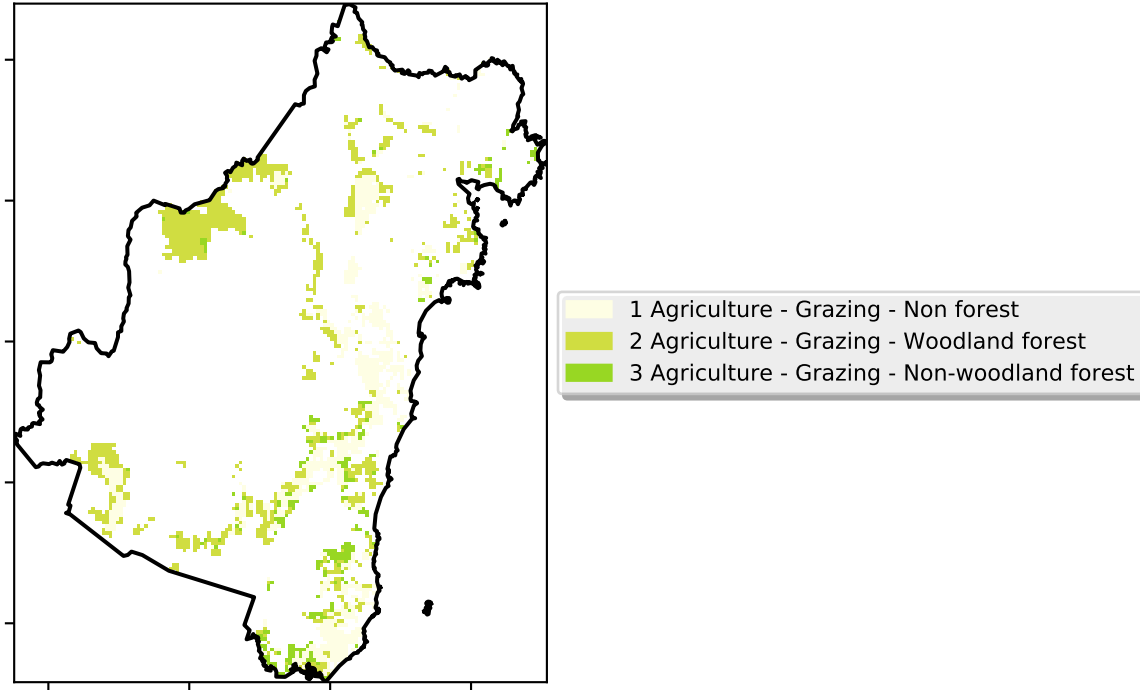 1 Agriculture - Grazing - Non forest
2 Agriculture - Grazing - Woodland forest
3 Agriculture - Grazing - Non-woodland forest